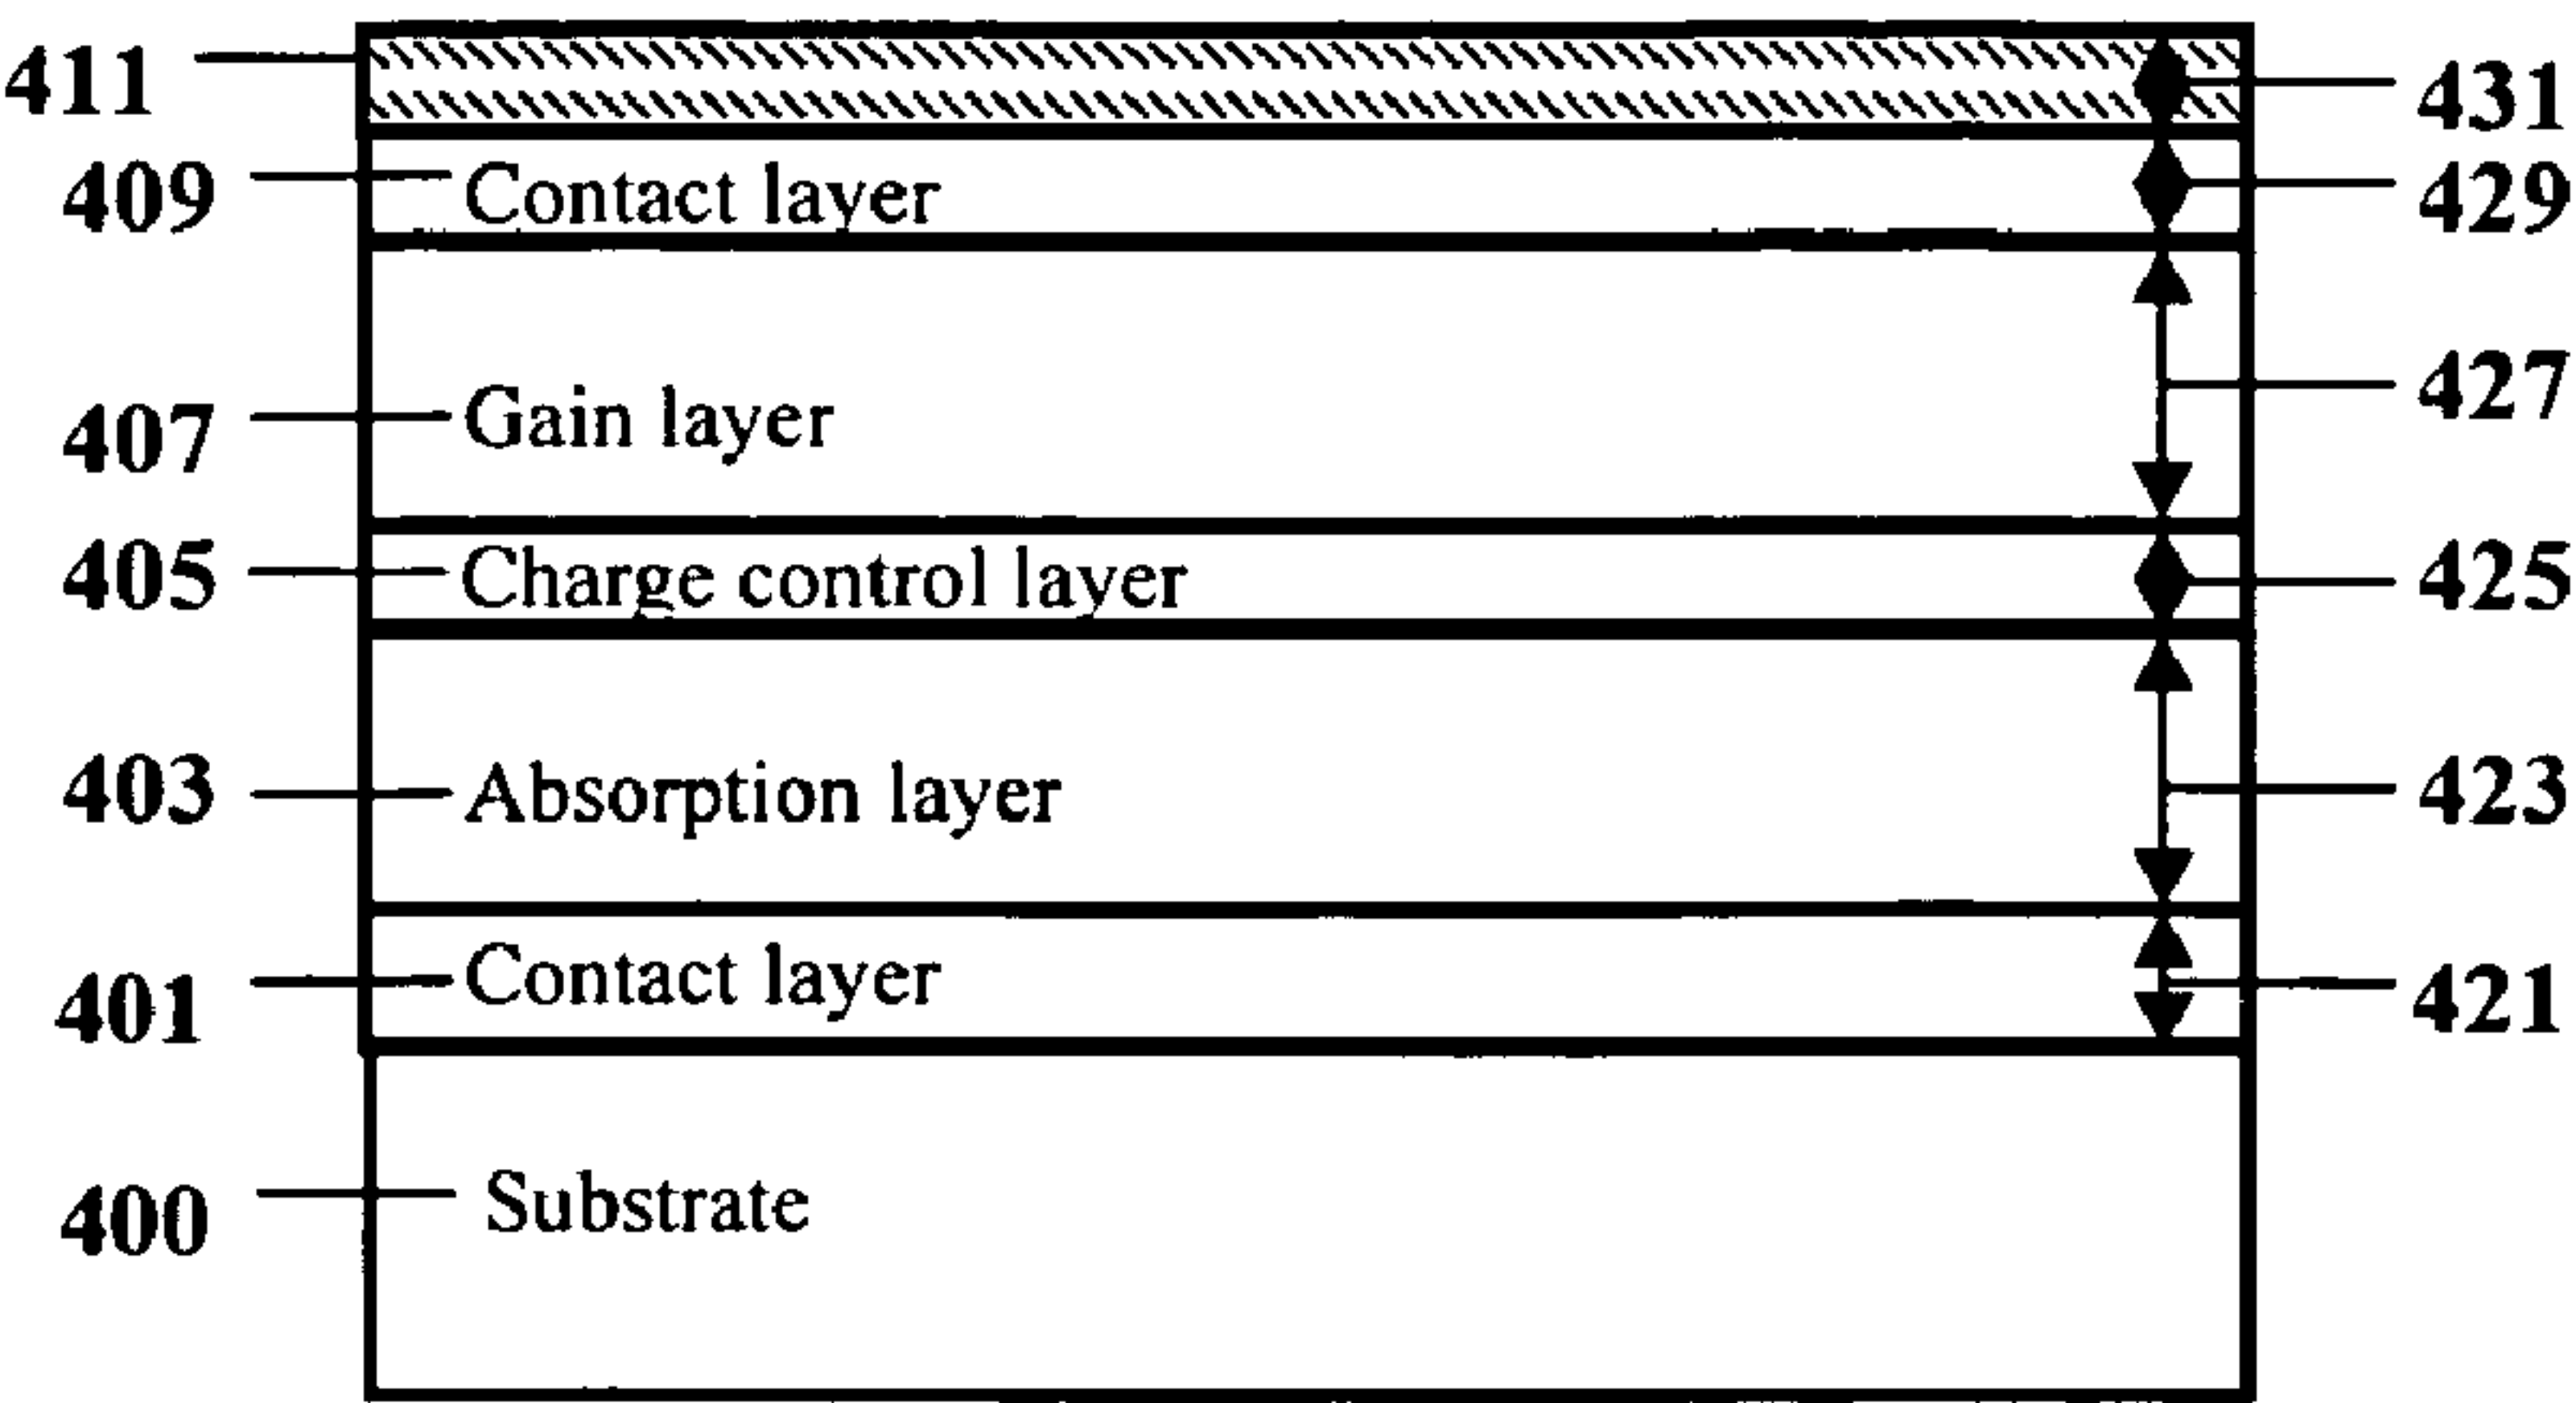 411
431
409 Contact layer 429
407 Gain layer 427
405 Charge control layer 425
403 Absorption layer 423
401 Contact layer 421
400 Substrate